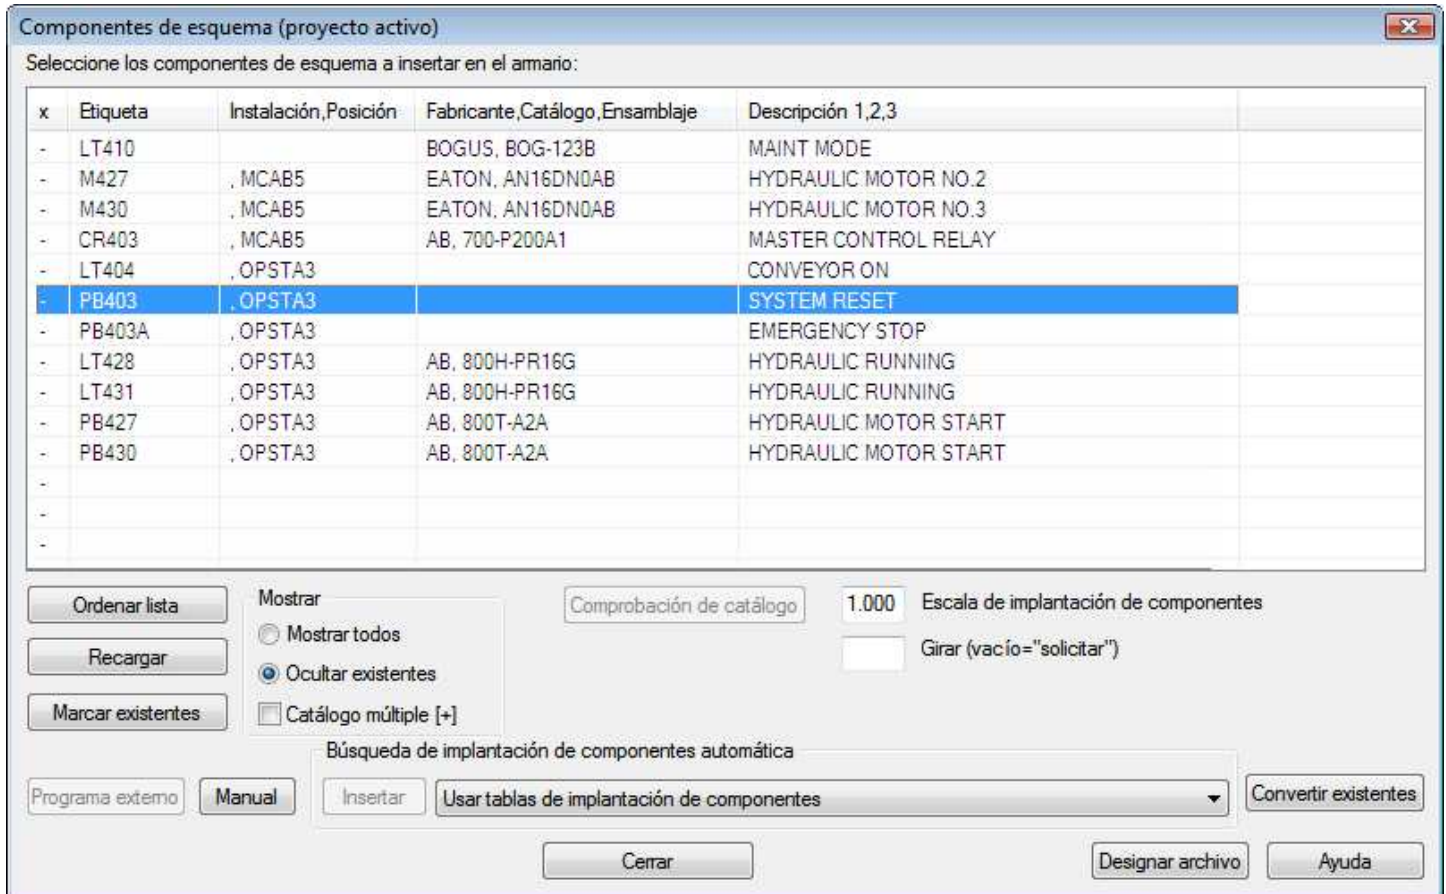 Componentes de esquema (proyecto activo)
Seleccione los componentes de esquema a insertar en el armario:
x Etiqueta Instalación,Posición Fabricante,Catálogo,Ensamblaje Descripción 1,2,3
- LT410 BOGUS, BOG-123B MAINT MODE
- M427 , MCAB5 EATON, AN16DN0AB HYDRAULIC MOTOR NO.2
- M430 , MCAB5 EATON, AN16DN0AB HYDRAULIC MOTOR NO.3
- CR403 , MCAB5 AB, 700-P200A1 MASTER CONTROL RELAY
- LT404 , OPSTA3 CONVEYOR ON
- PB403 , OPSTA3 SYSTEM RESET
- PB403A , OPSTA3 EMERGENCY STOP
- LT428 , OPSTA3 AB, 800H-PR16G HYDRAULIC RUNNING
- LT431 , OPSTA3 AB, 800H-PR16G HYDRAULIC RUNNING
- PB427 , OPSTA3 AB, 800T-A2A HYDRAULIC MOTOR START
- PB430 , OPSTA3 AB, 800T-A2A HYDRAULIC MOTOR START
-
-
-
Ordenar lista Mostrar Comprobación de catálogo 1.000 Escala de implantación de componentes
Mostrar todos
Recargar Girar (vacío="solicitar")
Ocultar existentes
Marcar existentes Catálogo múltiple [+]
Búsqueda de implantación de componentes automática
Programa externo Manual Insertar Usar tablas de implantación de componentes Convertir existentes
Cerrar Designar archivo Ayuda